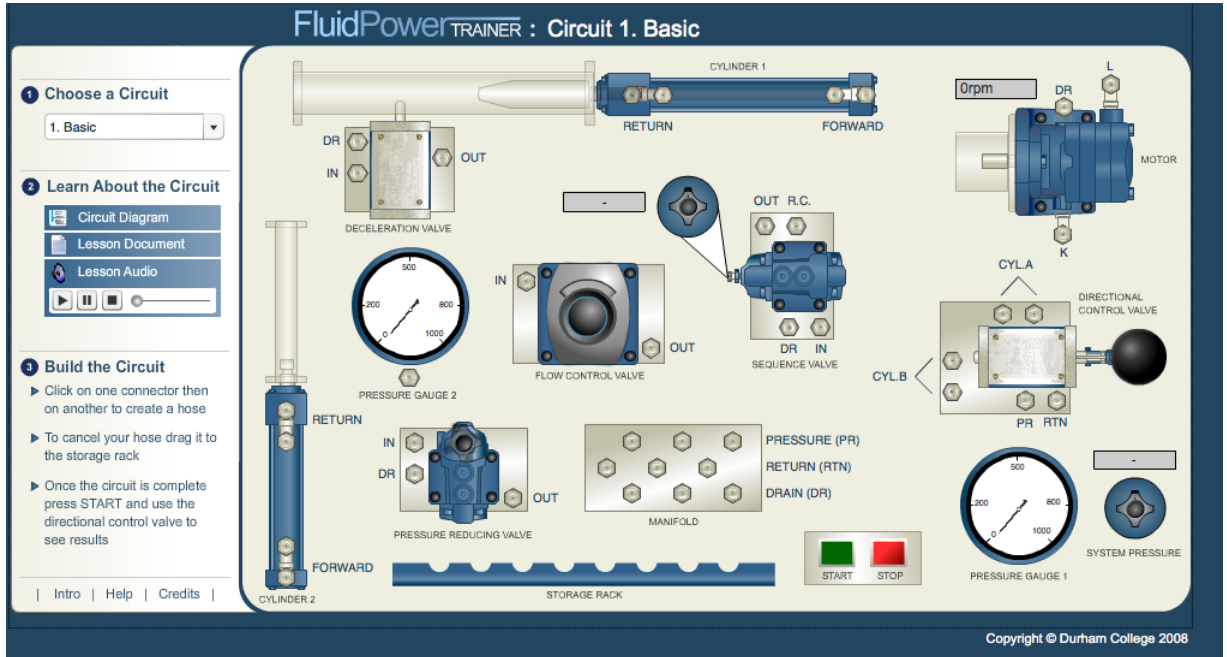 FluidPower TRAINER : Circuit 1. Basic
1 Choose a Circuit
1. Basic
2 Learn About the Circuit
Circuit Diagram
Lesson Document
Lesson Audio
3 Build the Circuit
Click on one connector then
on another to create a hose
To cancel your hose drag it to
the storage rack
Once the circuit is complete
press START and use the
directional control valve to
see results
| Intro | Help | Credits |
CYLINDER 1
RETURN
FORWARD
DR
IN
OUT
DECELERATION VALVE
0rpm
DR
L
MOTOR
K
-
OUT R.C.
DR IN
SEQUENCE VALVE
500
200
800
0
1000
PRESSURE GAUGE 2
IN
OUT
FLOW CONTROL VALVE
CYL.A
DIRECTIONAL
CONTROL VALVE
CYL.B
PR RTN
RETURN
FORWARD
CYLINDER 2
IN
DR
OUT
PRESSURE REDUCING VALVE
PRESSURE (PR)
RETURN (RTN)
DRAIN (DR)
MANIFOLD
500
200
800
0
1000
PRESSURE GAUGE 1
-
SYSTEM PRESSURE
START
STOP
STORAGE RACK
Copyright © Durham College 2008